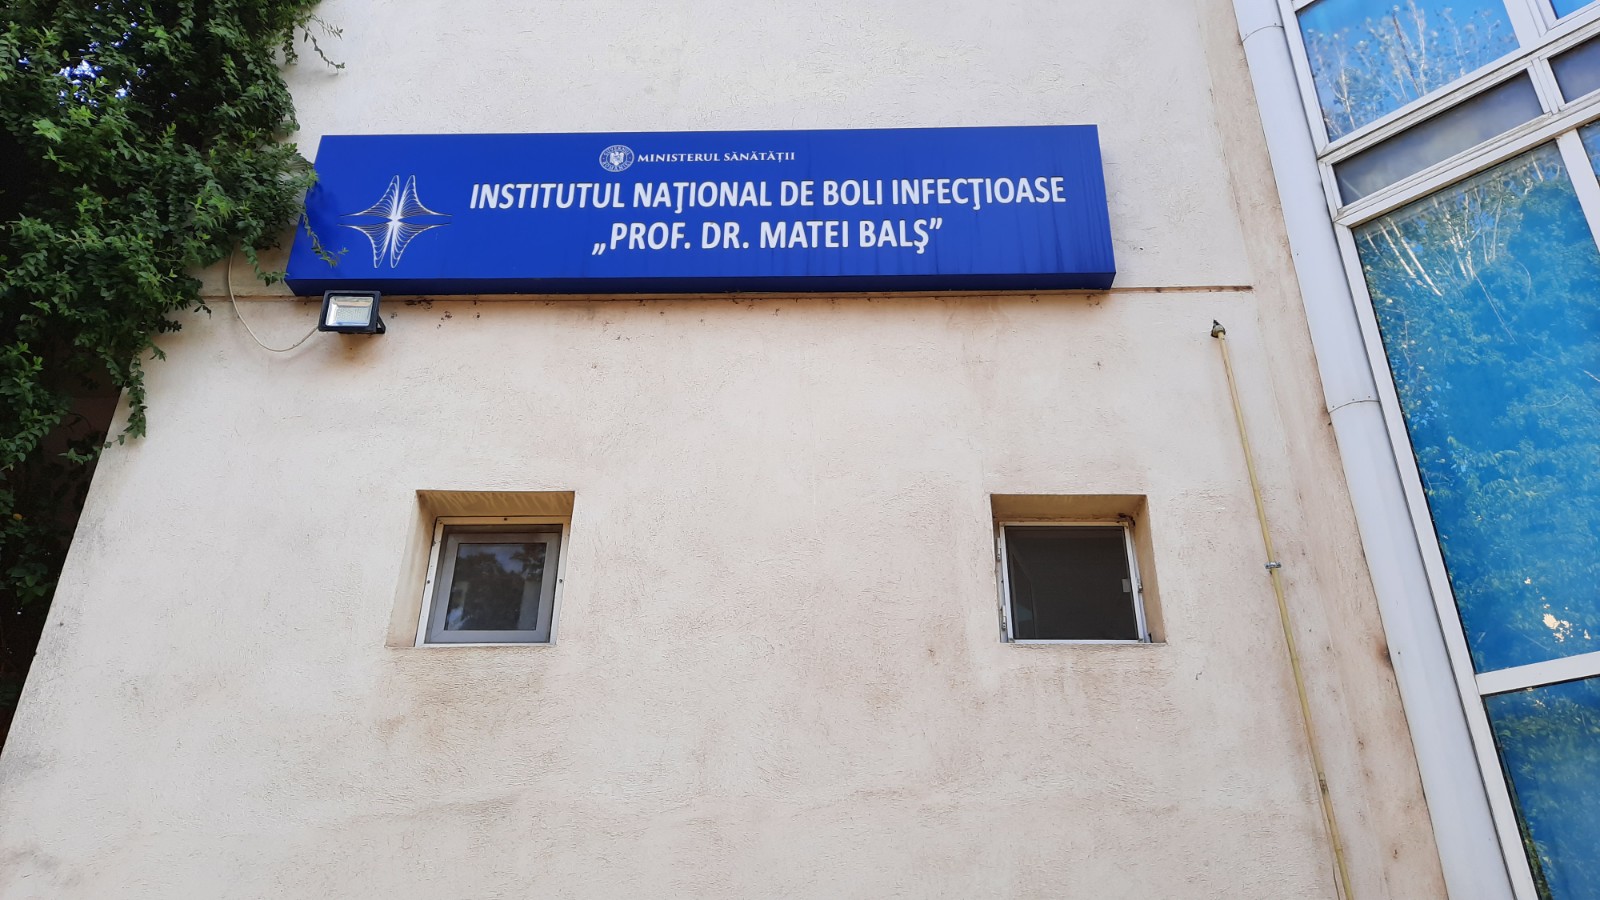 MINISTERUL SĂNĂTĂȚII
INSTITUTUL NAŢIONAL DE BOLI INFECŢIOASE
„PROF. DR. MATEI BALŞ”